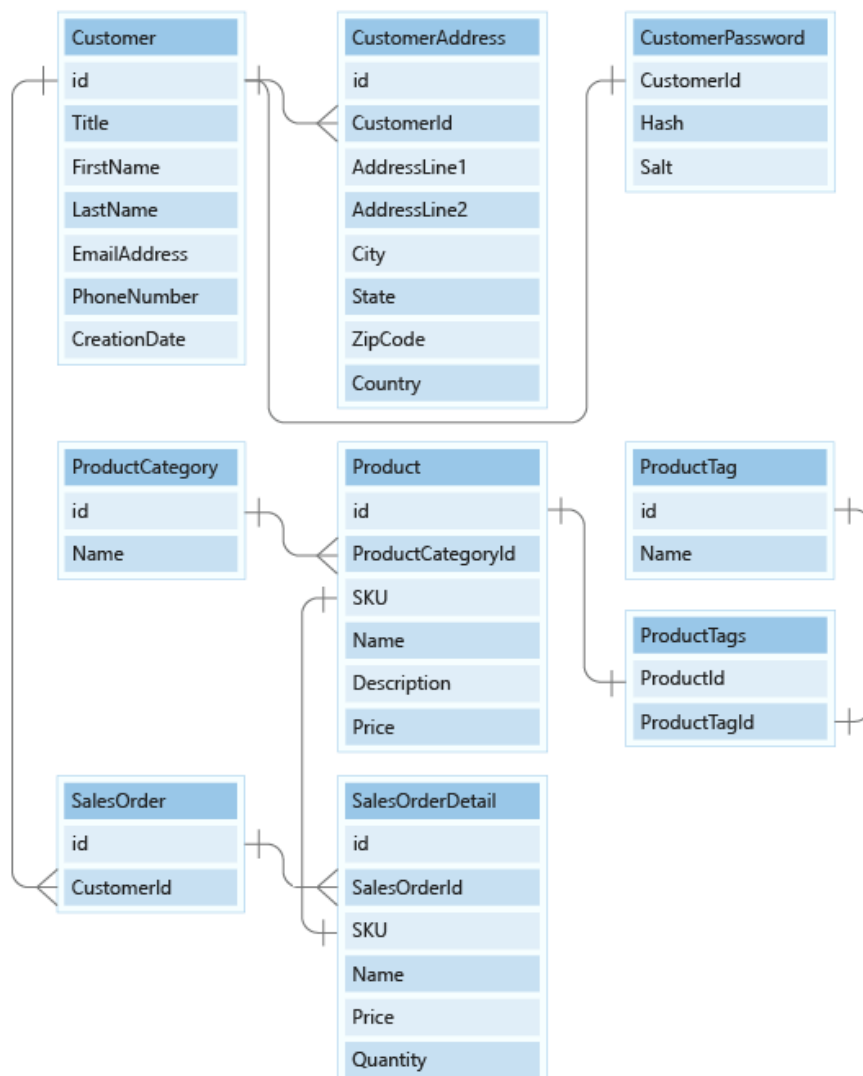 Customer
id
Title
FirstName
LastName
EmailAddress
PhoneNumber
CreationDate
CustomerAddress
id
CustomerId
AddressLine1
AddressLine2
City
State
ZipCode
Country
CustomerPassword
CustomerId
Hash
Salt
ProductCategory
id
Name
Product
id
ProductCategoryId
SKU
Name
Description
Price
ProductTag
id
Name
ProductTags
ProductId
ProductTagId
SalesOrder
id
CustomerId
SalesOrderDetail
id
SalesOrderId
SKU
Name
Price
Quantity